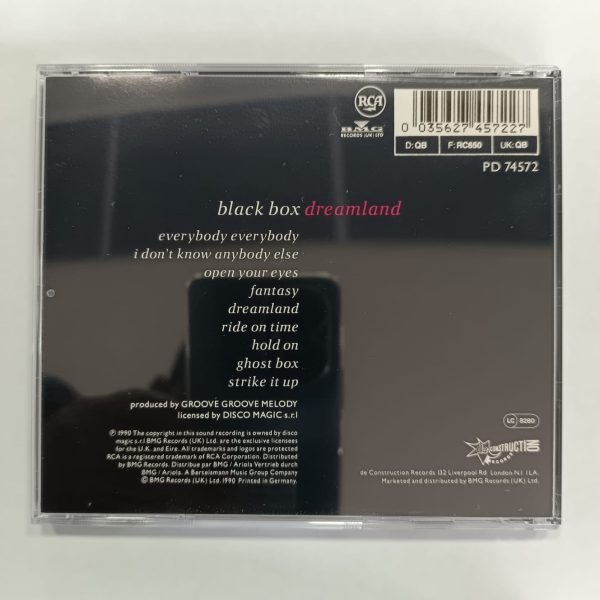 RCA
BMG
RECORDS (UK) LTD
0 035627 457227
D: QB F: RC650 UK: QB
PD 74572
black box dreamland
everybody everybody
i don't know anybody else
open your eyes
fantasy
dreamland
ride on time
hold on
ghost box
strike it up
produced by GROOVE GROOVE MELODY
licensed by DISCO MAGIC s.r.l
℗ 1990 The copyright in this sound recording is owned by disco
magic s.r.l BMG Records (UK) Ltd. are the exclusive licensees
for the U.K. and Eire. All trademarks and logos are protected
RCA is a registered trademark of RCA Corporation. Distributed
by BMG Records. Distribue par BMG / Ariola Vertrieb durch
BMG / Ariola. A Bertelsmann Music Group Company
© BMG Records (UK) Ltd. 1990 Printed in Germany.
LC 8280
CONSTRUCTION
RECORDS
de Construction Records 132 Liverpool Rd London N.1 1LA.
Marketed and distributed by BMG Records (UK) Ltd.